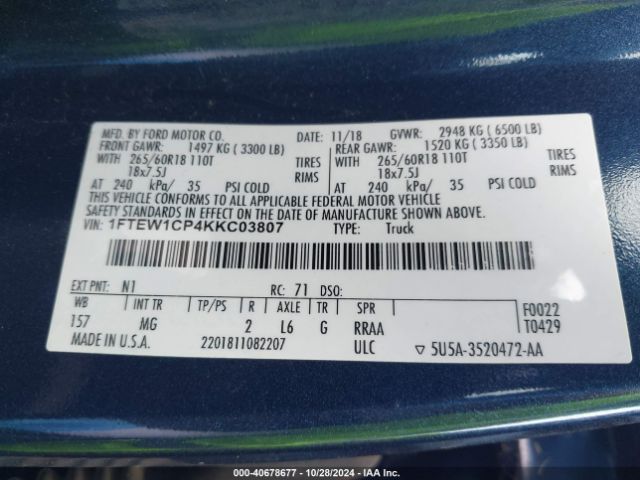 MFD. BY FORD MOTOR CO. DATE: 11/18 GVWR: 2948 KG ( 6500 LB)
FRONT GAWR: 1497 KG ( 3300 LB) REAR GAWR: 1520 KG ( 3350 LB)
WITH 265/60R18 110T TIRES WITH 265/60R18 110T TIRES
18x7.5J RIMS 18x7.5J RIMS
AT 240 kPa/ 35 PSI COLD AT 240 kPa/ 35 PSI COLD
THIS VEHICLE CONFORMS TO ALL APPLICABLE FEDERAL MOTOR VEHICLE
SAFETY STANDARDS IN EFFECT ON THE DATE OF MANUFACTURE SHOWN ABOVE.
VIN: 1FTEW1CP4KKC03807 TYPE: Truck
EXT PNT: N1 RC: 71 DSO:
WB INT TR TP/PS R AXLE TR SPR F0022
157 MG 2 L6 G RRAA T0429
MADE IN U.S.A. 2201811082207 ULC ▽ 5U5A-3520472-AA
000-40678677 | 10/28/2024 | IAA Inc.